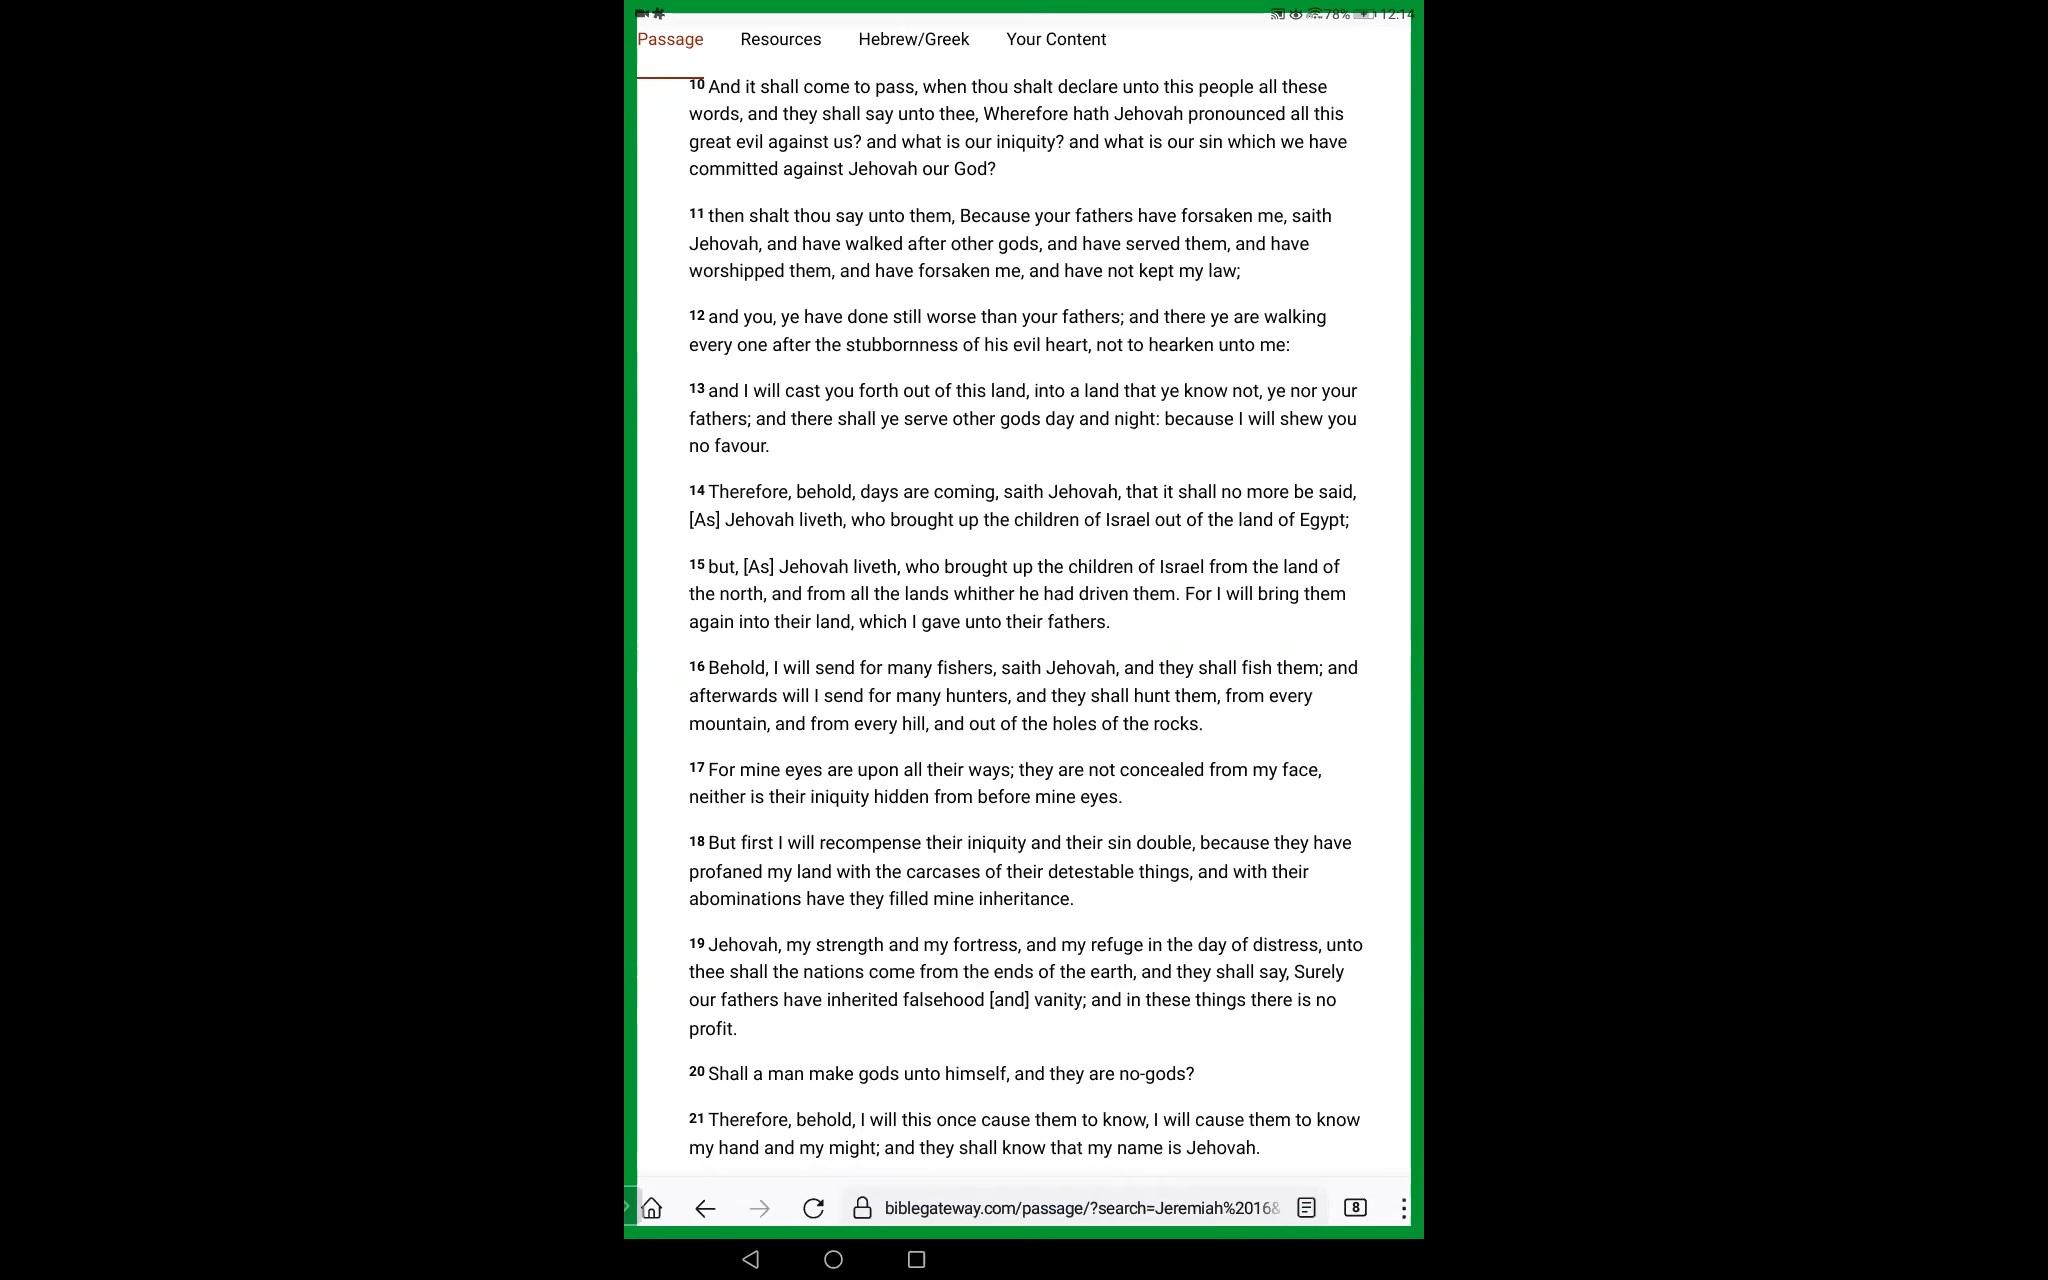 78% 12:14
Passage Resources Hebrew/Greek Your Content
10 And it shall come to pass, when thou shalt declare unto this people all these
words, and they shall say unto thee, Wherefore hath Jehovah pronounced all this
great evil against us? and what is our iniquity? and what is our sin which we have
committed against Jehovah our God?
11 then shalt thou say unto them, Because your fathers have forsaken me, saith
Jehovah, and have walked after other gods, and have served them, and have
worshipped them, and have forsaken me, and have not kept my law;
12 and you, ye have done still worse than your fathers; and there ye are walking
every one after the stubbornness of his evil heart, not to hearken unto me:
13 and I will cast you forth out of this land, into a land that ye know not, ye nor your
fathers; and there shall ye serve other gods day and night: because I will shew you
no favour.
14 Therefore, behold, days are coming, saith Jehovah, that it shall no more be said,
[As] Jehovah liveth, who brought up the children of Israel out of the land of Egypt;
15 but, [As] Jehovah liveth, who brought up the children of Israel from the land of
the north, and from all the lands whither he had driven them. For I will bring them
again into their land, which I gave unto their fathers.
16 Behold, I will send for many fishers, saith Jehovah, and they shall fish them; and
afterwards will I send for many hunters, and they shall hunt them, from every
mountain, and from every hill, and out of the holes of the rocks.
17 For mine eyes are upon all their ways; they are not concealed from my face,
neither is their iniquity hidden from before mine eyes.
18 But first I will recompense their iniquity and their sin double, because they have
profaned my land with the carcases of their detestable things, and with their
abominations have they filled mine inheritance.
19 Jehovah, my strength and my fortress, and my refuge in the day of distress, unto
thee shall the nations come from the ends of the earth, and they shall say, Surely
our fathers have inherited falsehood [and] vanity; and in these things there is no
profit.
20 Shall a man make gods unto himself, and they are no-gods?
21 Therefore, behold, I will this once cause them to know, I will cause them to know
my hand and my might; and they shall know that my name is Jehovah.
biblegateway.com/passage/?search=Jeremiah%2016& 8